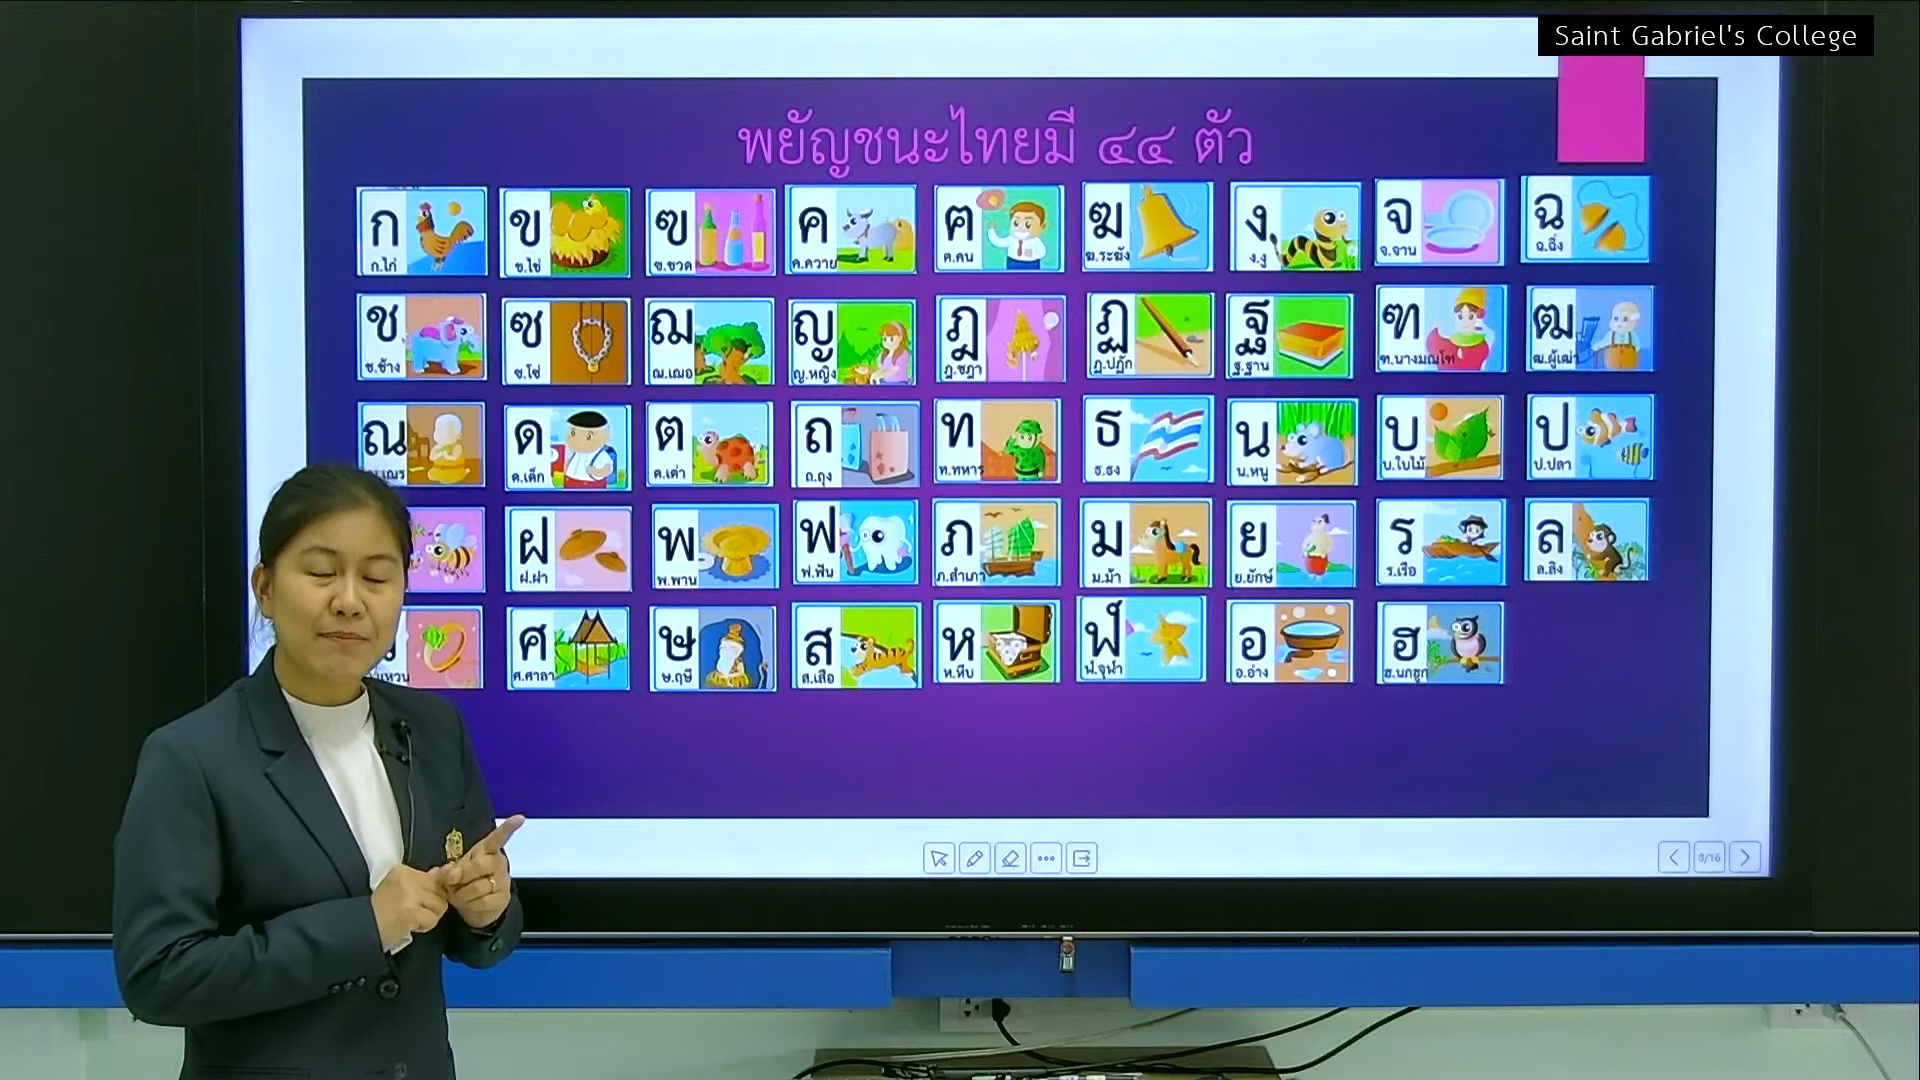 Saint Gabriel's College
พยัญชนะไทยมี ๔๔ ตัว
ก ข ฃ ค ฅ ฆ ง จ ฉ
ก.ไก่ ข.ไข่ ฃ.ขวด ค.ควาย ฅ.คน ฆ.ระฆัง ง.งู จ.จาน ฉ.ฉิ่ง
ช ซ ฌ ญ ฎ ฏ ฐ ฑ ฒ
ช.ช้าง ซ.โซ่ ฌ.เฌอ ญ.หญิง ฎ.ชฎา ฏ.ปฏัก ฐ.ฐาน ฑ.นางมณโฑ ฒ.ผู้เฒ่า
ณ ด ต ถ ท ธ น บ ป
ด.เด็ก ต.เต่า ถ.ถุง ท.ทหาร ธ.ธง น.หนู บ.ใบไม้ ป.ปลา
ฝ พ ฟ ภ ม ย ร ล
ฝ.ฝา พ.พาน ฟ.ฟัน ภ.สำเภา ม.ม้า ย.ยักษ์ ร.เรือ ล.ลิง
ศ ษ ส ห ฬ อ ฮ
ศ.ศาลา ษ.ฤษี ส.เสือ ห.หีบ ฬ.จุฬา อ.อ่าง ฮ.นกฮูก
8/16